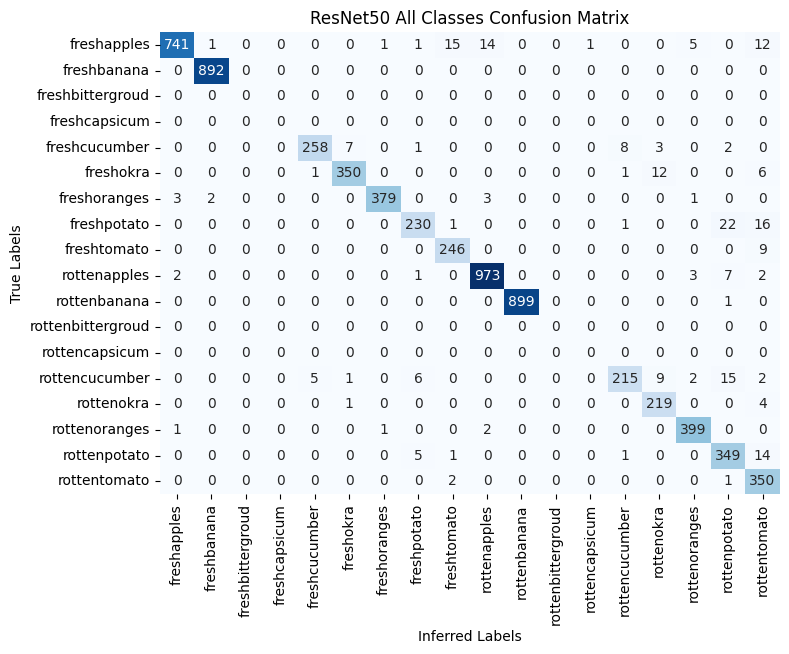 ResNet50 All Classes Confusion Matrix
True Labels
freshapples 741 1 0 0 0 0 1 1 15 14 0 1 0 0 5 0 12
freshbanana 0 892 0 0 0 0 0 0 0 0 0 0 0 0 0 0 0
freshbittergroud 0 0 0 0 0 0 0 0 0 0 0 0 0 0 0 0 0
freshcapsicum 0 0 0 0 0 0 0 0 0 0 0 0 0 0 0 0 0
freshcucumber 0 0 0 0 258 7 0 1 0 0 0 0 8 3 0 2 0
freshokra 0 0 0 0 1 350 0 0 0 0 0 0 1 12 0 0 6
freshoranges 3 2 0 0 0 0 379 0 0 3 0 0 0 0 1 0 0
freshpotato 0 0 0 0 0 0 0 230 1 0 0 0 1 0 0 22 16
freshtomato 0 0 0 0 0 0 0 0 246 0 0 0 0 0 0 0 9
rottenapples 2 0 0 0 0 0 0 1 0 973 0 0 0 0 3 7 2
rottenbanana 0 0 0 0 0 0 0 0 0 0 899 0 0 0 0 1 0
rottenbittergroud 0 0 0 0 0 0 0 0 0 0 0 0 0 0 0 0 0
rottencapsicum 0 0 0 0 0 0 0 0 0 0 0 0 0 0 0 0 0
rottencucumber 0 0 0 0 5 1 0 6 0 0 0 0 215 9 2 15 2
rottenokra 0 0 0 0 0 1 0 0 0 0 0 0 0 219 0 0 4
rottenoranges 1 0 0 0 0 0 1 0 0 2 0 0 0 0 399 0 0
rottenpotato 0 0 0 0 0 0 0 5 1 0 0 0 1 0 0 349 14
rottentomato 0 0 0 0 0 0 0 0 2 0 0 0 0 0 0 1 350
freshapples
freshbanana
freshbittergroud
freshcapsicum
freshcucumber
freshokra
freshoranges
freshpotato
freshtomato
rottenapples
rottenbanana
rottenbittergroud
rottencapsicum
rottencucumber
rottenokra
rottenoranges
rottenpotato
rottentomato
Inferred Labels